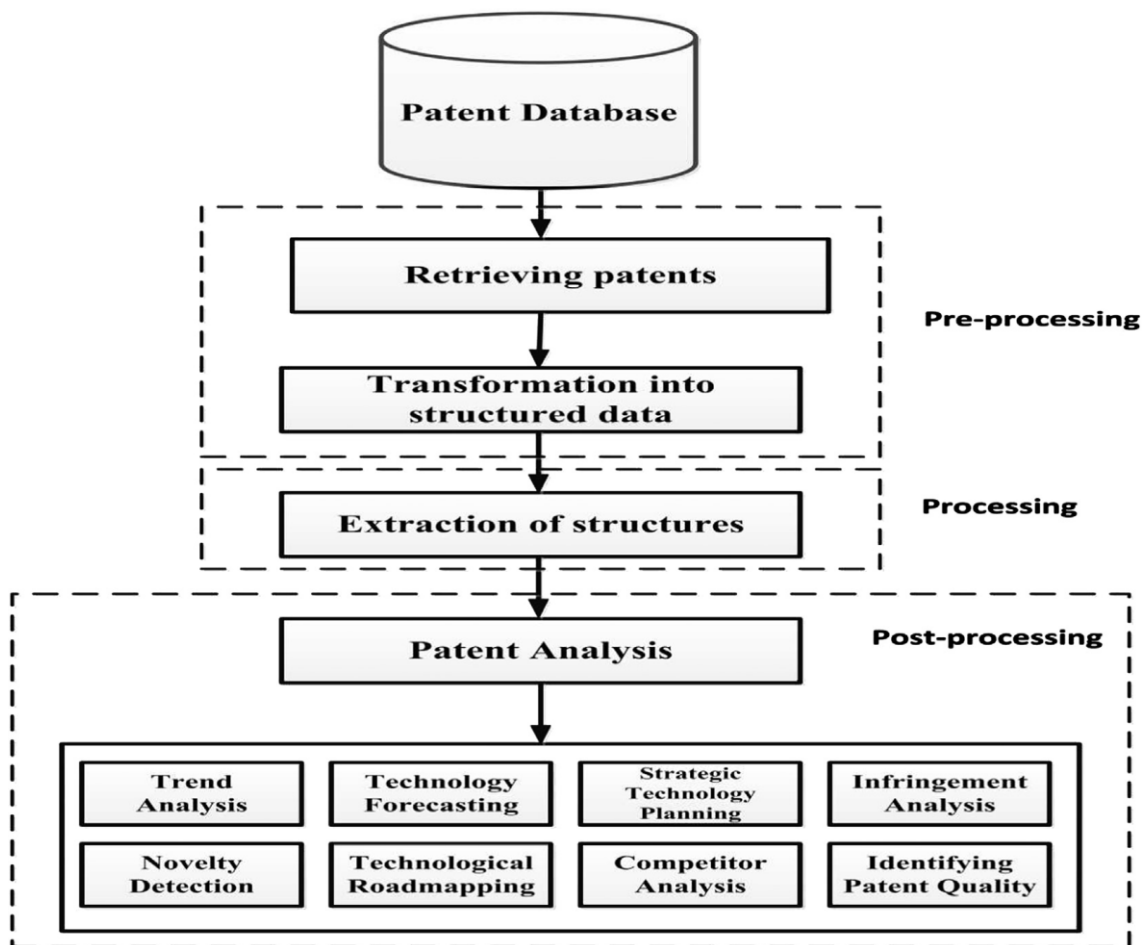 Patent Database
Retrieving patents
Pre-processing
Transformation into
structured data
Extraction of structures
Processing
Patent Analysis
Post-processing
Trend
Analysis
Technology
Forecasting
Strategic
Technology
Planning
Infringement
Analysis
Novelty
Detection
Technological
Roadmapping
Competitor
Analysis
Identifying
Patent Quality